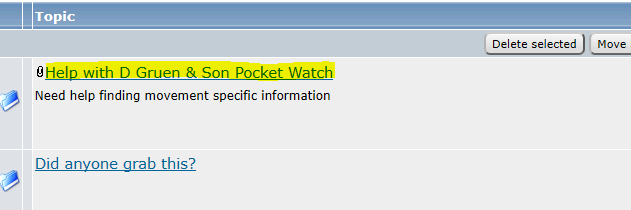 Topic
Delete selected
Move
Help with D Gruen & Son Pocket Watch
Need help finding movement specific information
Did anyone grab this?